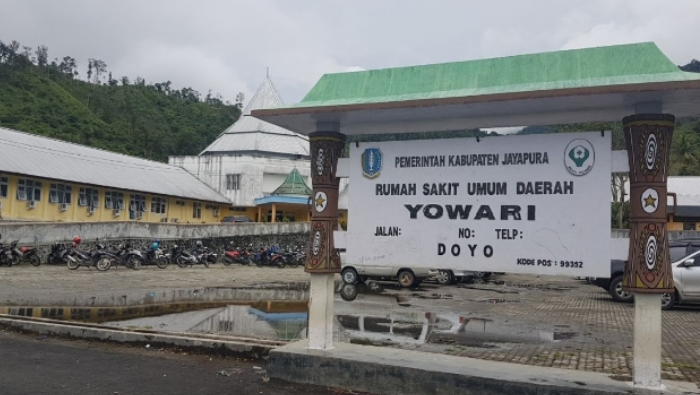 PEMERINTAH KABUPATEN JAYAPURA
RUMAH SAKIT UMUM DAERAH
YOWARI
JALAN: NO: TELP:
DOYO
KODE POS : 99352